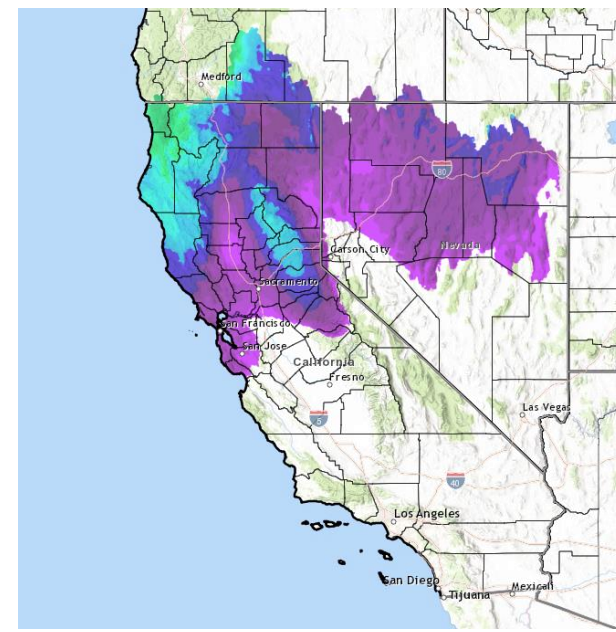 Medford
80
Carson City
Nevada
Sacramento
San Francisco
San Jose
California
Fresno
5
Las Vegas
40
Los Angeles
San Diego
Mexicali
Tijuana